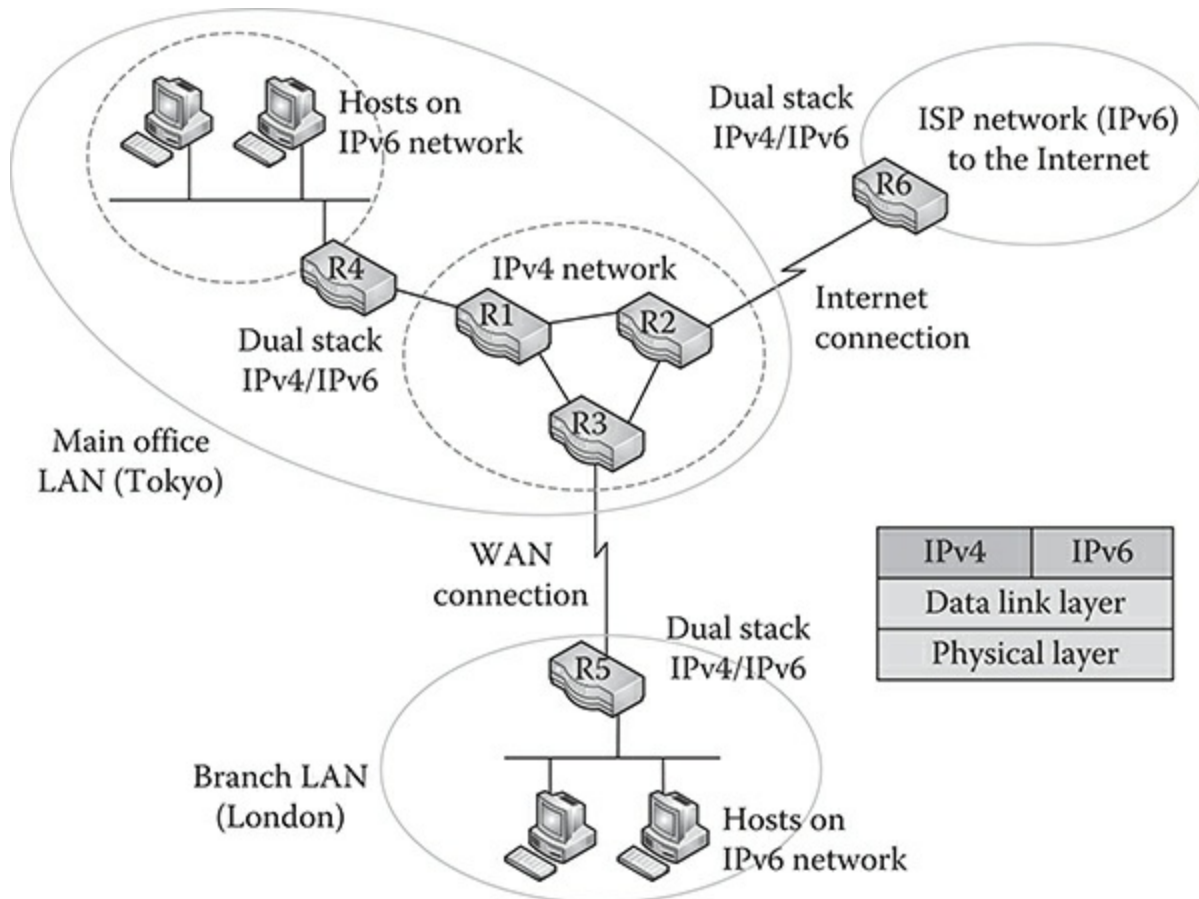 Hosts on
IPv6 network
Dual stack
IPv4/IPv6
ISP network (IPv6)
to the Internet
R6
R4
IPv4 network
R1
R2
Internet
connection
Dual stack
IPv4/IPv6
R3
Main office
LAN (Tokyo)
WAN
connection
IPv4
IPv6
Data link layer
Physical layer
Dual stack
IPv4/IPv6
R5
Branch LAN
(London)
Hosts on
IPv6 network